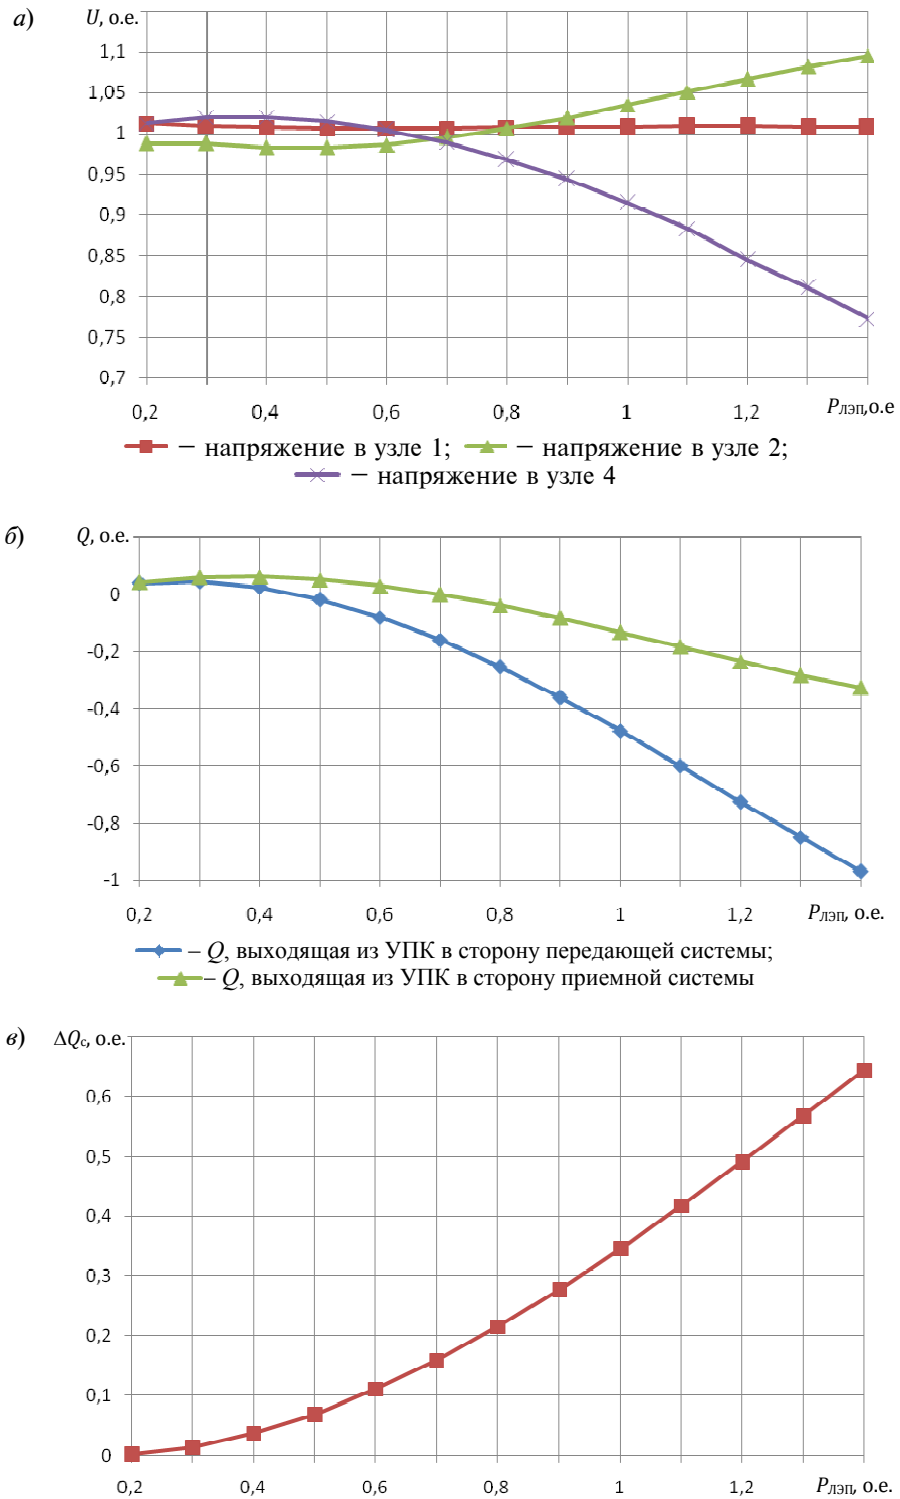 а)
U, о.е.
1,1
1,05
1
0,95
0,9
0,85
0,8
0,75
0,7
0,2 0,4 0,6 0,8 1 1,2 PЛЭП,о.е
– напряжение в узле 1; – напряжение в узле 2;
– напряжение в узле 4
б)
Q, о.е.
0
-0,2
-0,4
-0,6
-0,8
-1
0,2 0,4 0,6 0,8 1 1,2 PЛЭП, о.е.
– Q, выходящая из УПК в сторону передающей системы;
– Q, выходящая из УПК в сторону приемной системы
в)
ΔQс, о.е.
0,6
0,5
0,4
0,3
0,2
0,1
0
0,2 0,4 0,6 0,8 1 1,2 PЛЭП, о.е.